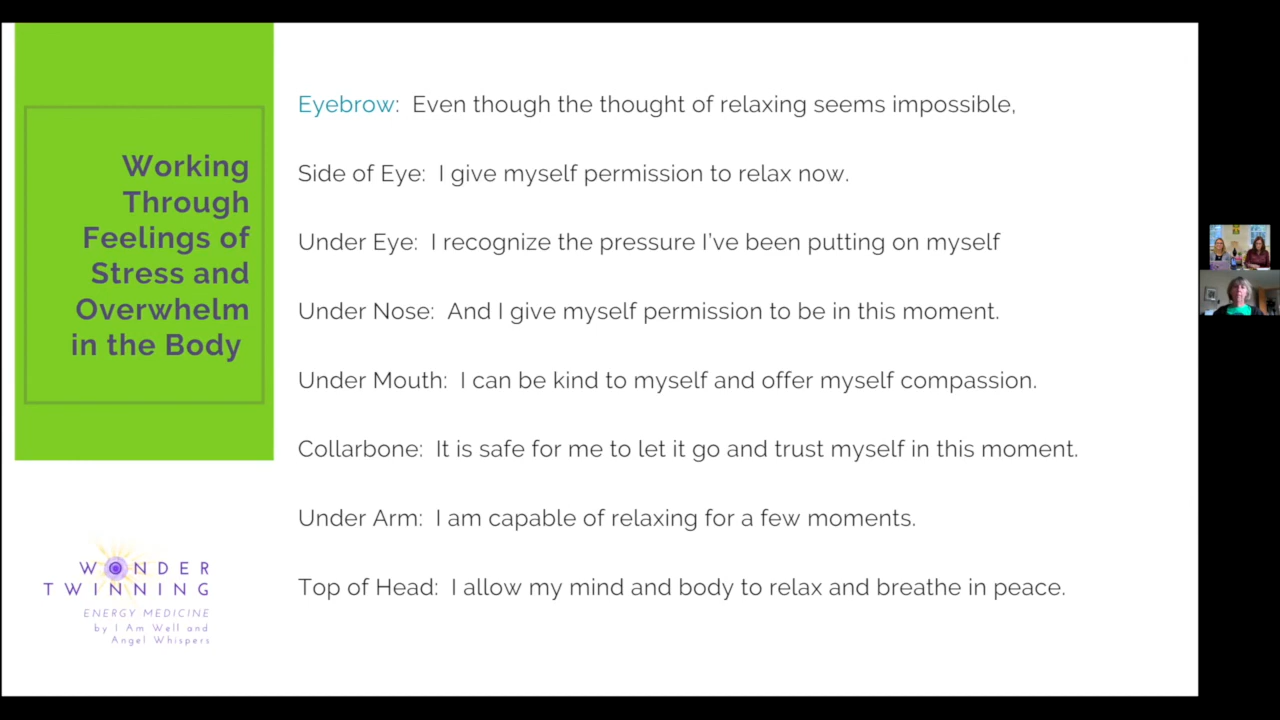 Working
Through
Feelings of
Stress and
Overwhelm
in the Body
Eyebrow: Even though the thought of relaxing seems impossible,
Side of Eye: I give myself permission to relax now.
Under Eye: I recognize the pressure I've been putting on myself
Under Nose: And I give myself permission to be in this moment.
Under Mouth: I can be kind to myself and offer myself compassion.
Collarbone: It is safe for me to let it go and trust myself in this moment.
Under Arm: I am capable of relaxing for a few moments.
Top of Head: I allow my mind and body to relax and breathe in peace.
WONDER
TWINNING
ENERGY MEDICINE
by I Am Well and
Angel Whispers